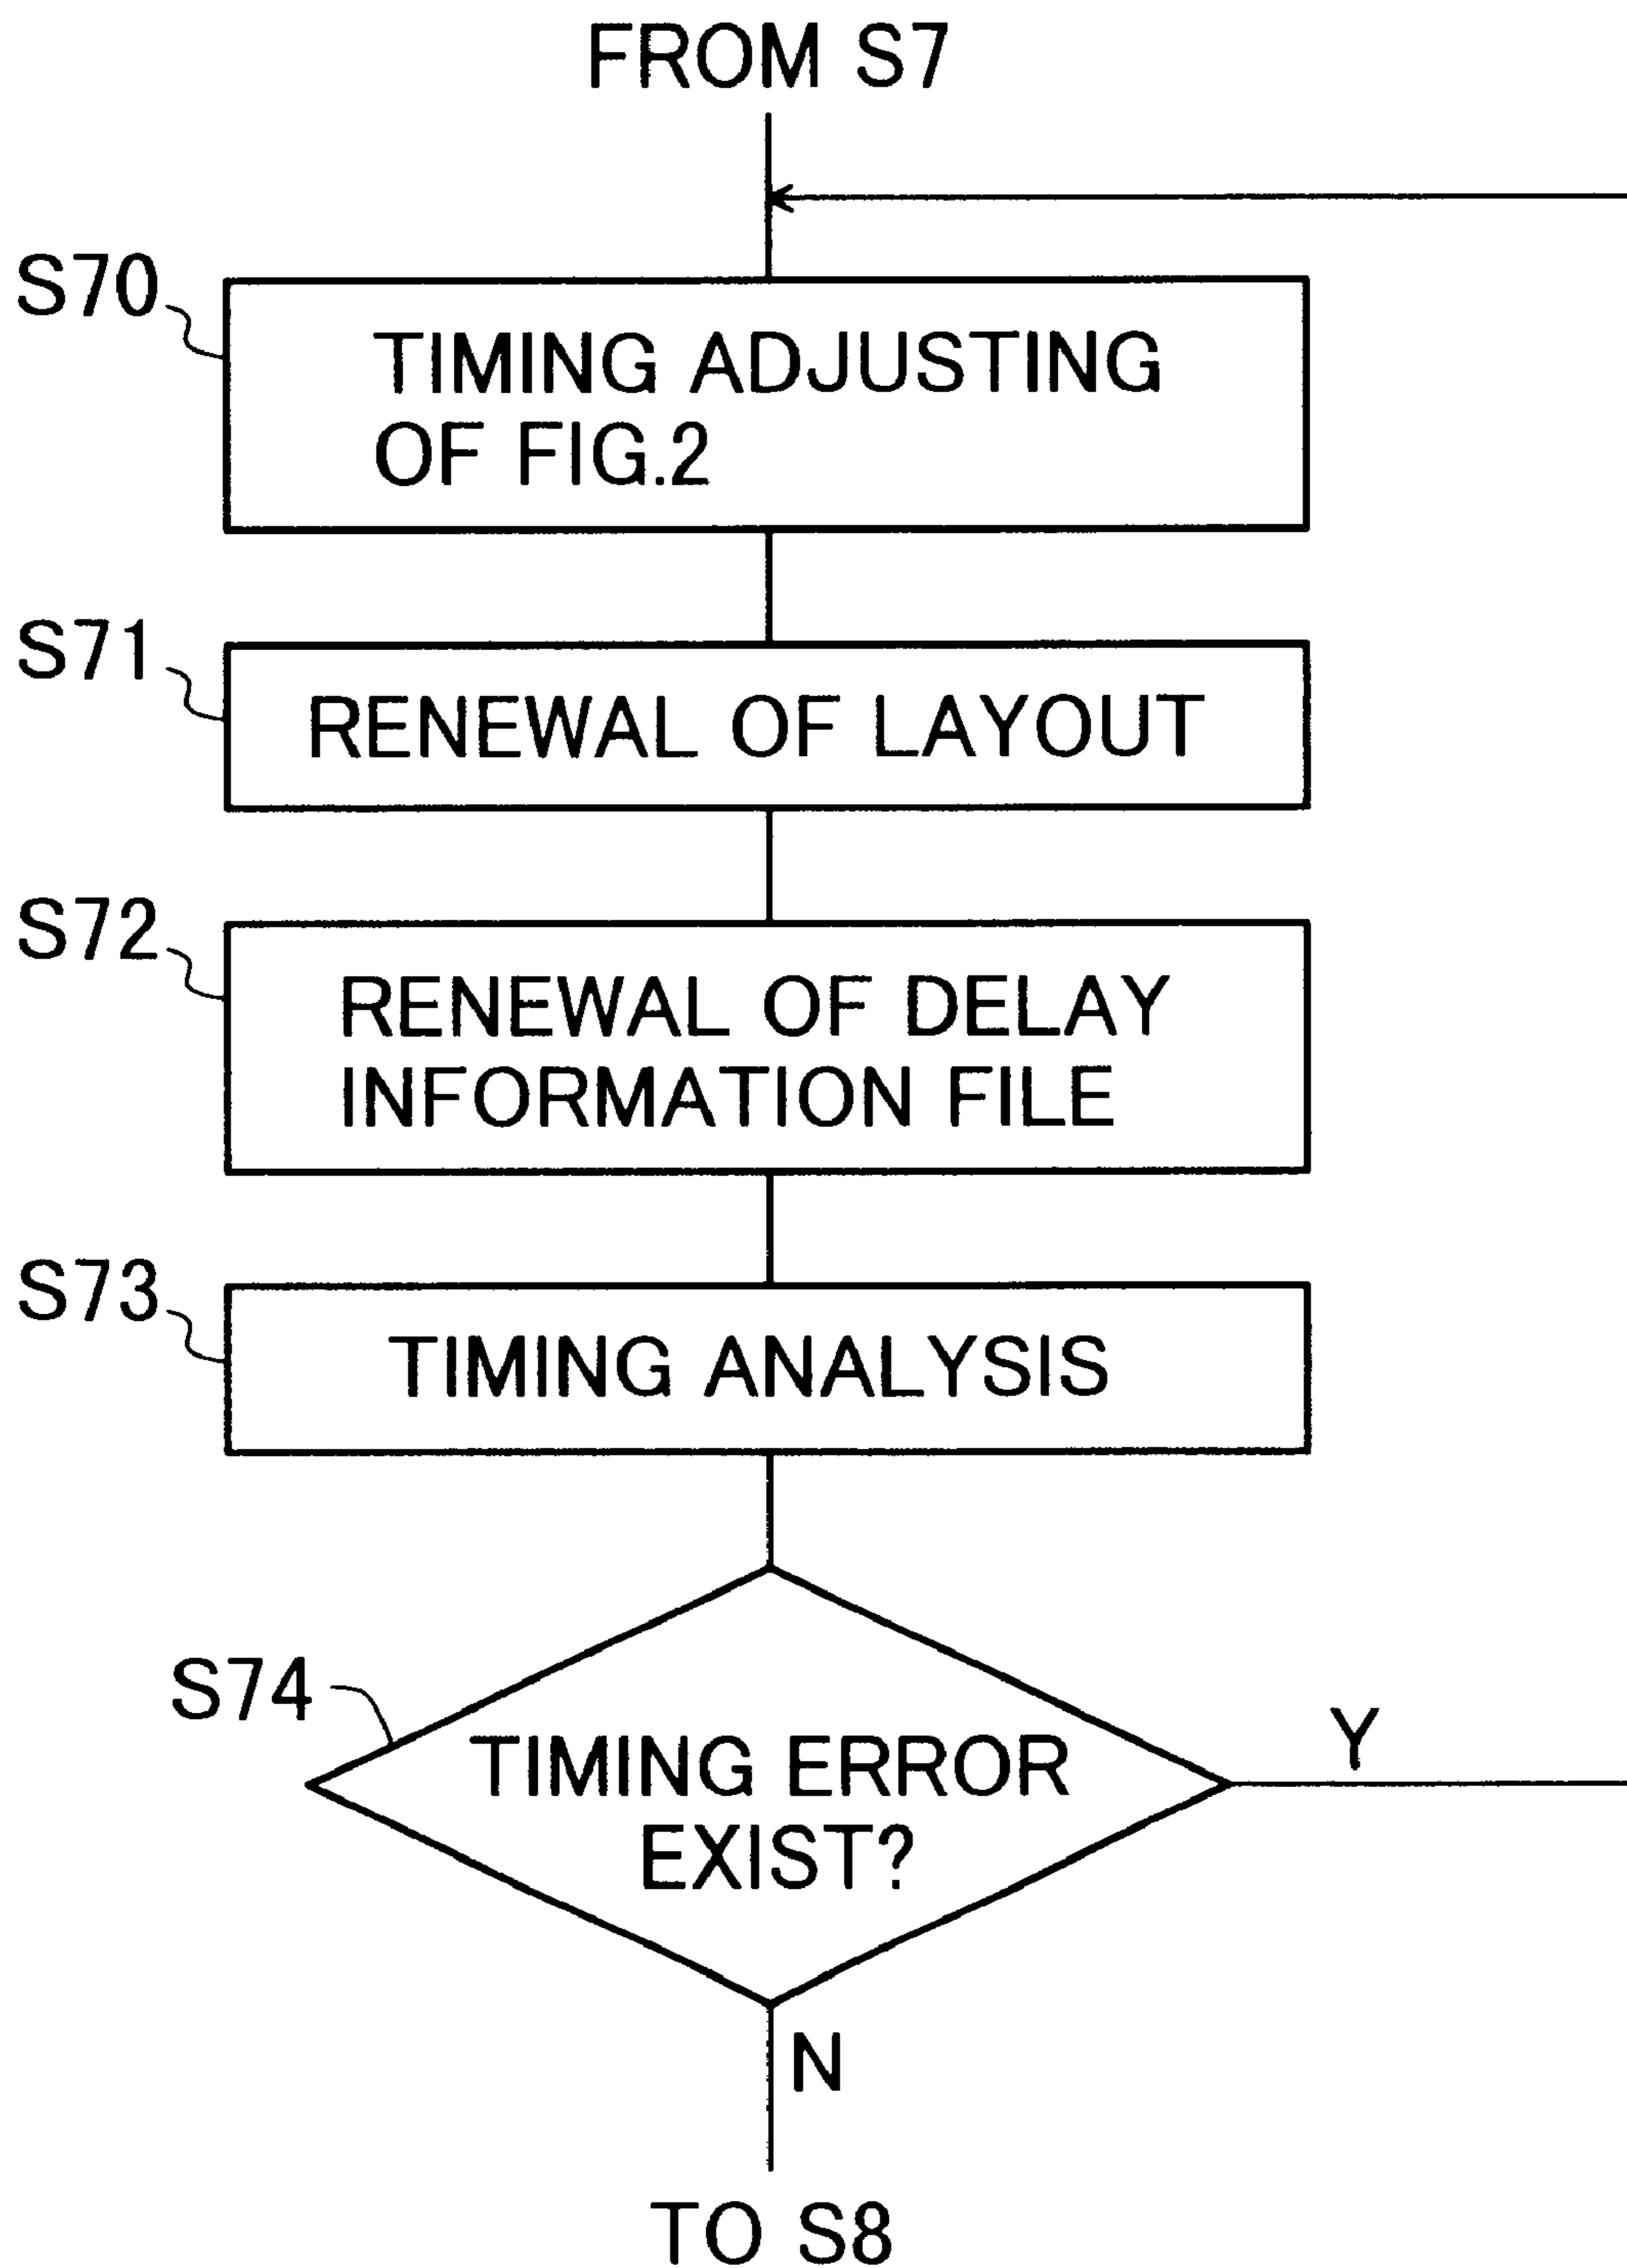 FROM S7
S70
TIMING ADJUSTING
OF FIG.2
S71
RENEWAL OF LAYOUT
S72
RENEWAL OF DELAY
INFORMATION FILE
S73
TIMING ANALYSIS
S74
TIMING ERROR
EXIST?
Y
N
TO S8